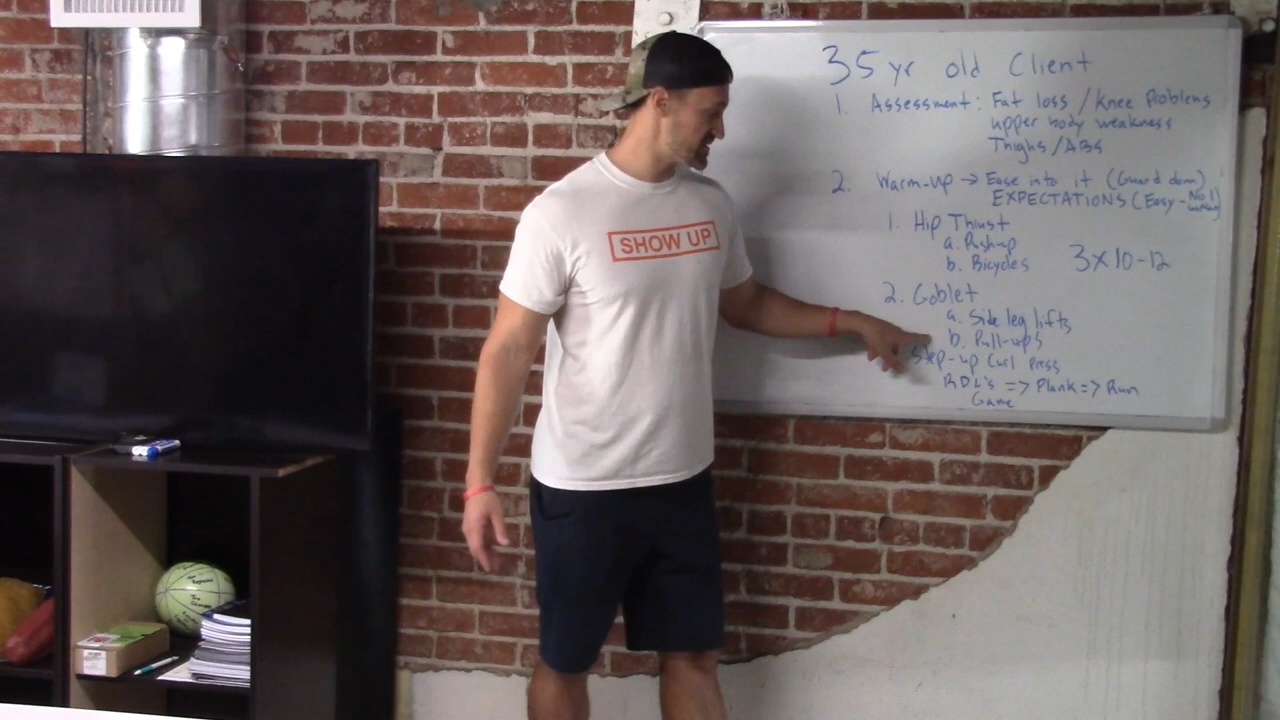 SHOW UP
35 yr old Client
1. Assessment: Fat loss / Knee Problems
upper body weakness
Thighs / ABS
2. Warm-up → Ease into it (Guard down)
EXPECTATIONS (Easy - No
1. Hip Thrust
a. Push-up
b. Bicycles 3x10-12
2. Goblet
a. Side leg lifts
b. Pull-ups
Step-up Curl Press
RDL's => Plank => Run
Game